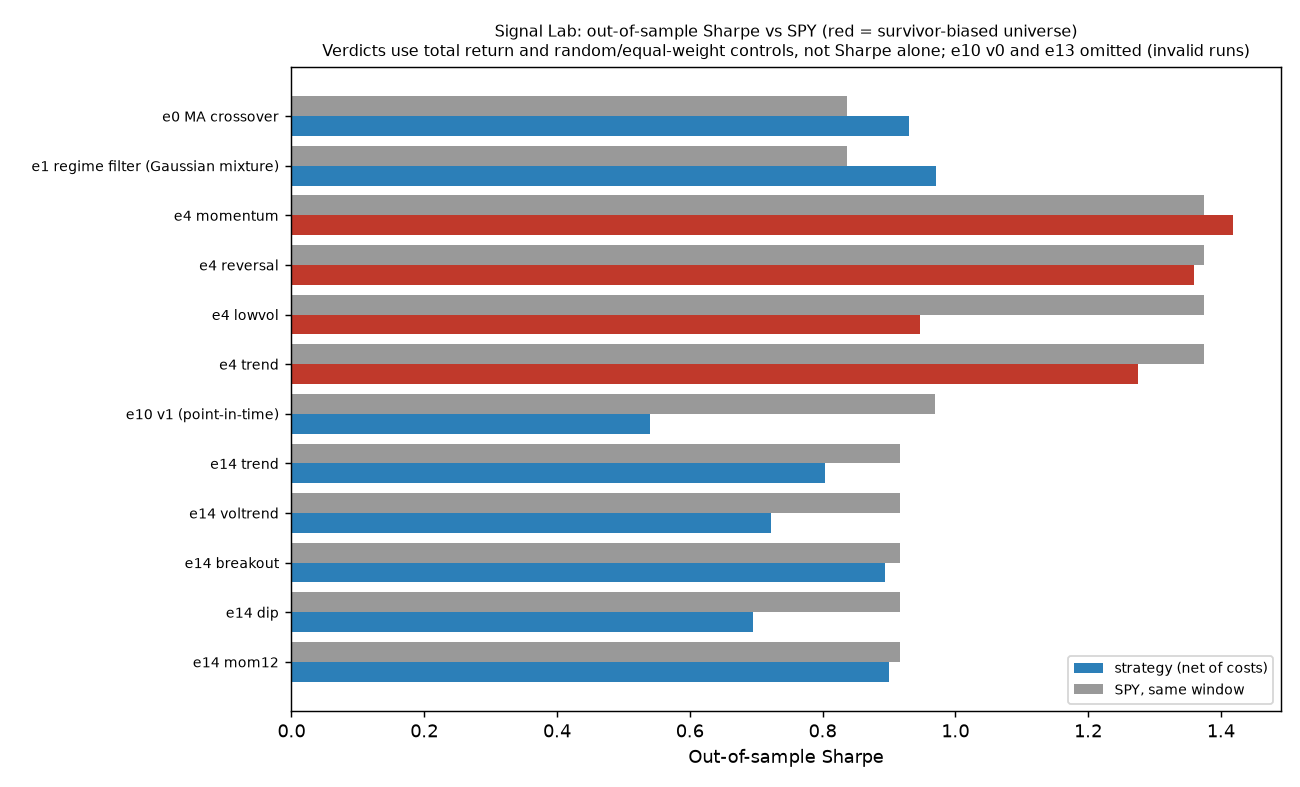 Signal Lab: out-of-sample Sharpe vs SPY (red = survivor-biased universe)
Verdicts use total return and random/equal-weight controls, not Sharpe alone; e10 v0 and e13 omitted (invalid runs)
e0 MA crossover
e1 regime filter (Gaussian mixture)
e4 momentum
e4 reversal
e4 lowvol
e4 trend
e10 v1 (point-in-time)
e14 trend
e14 voltrend
e14 breakout
e14 dip
e14 mom12
strategy (net of costs)
SPY, same window
0.0 0.2 0.4 0.6 0.8 1.0 1.2 1.4
Out-of-sample Sharpe